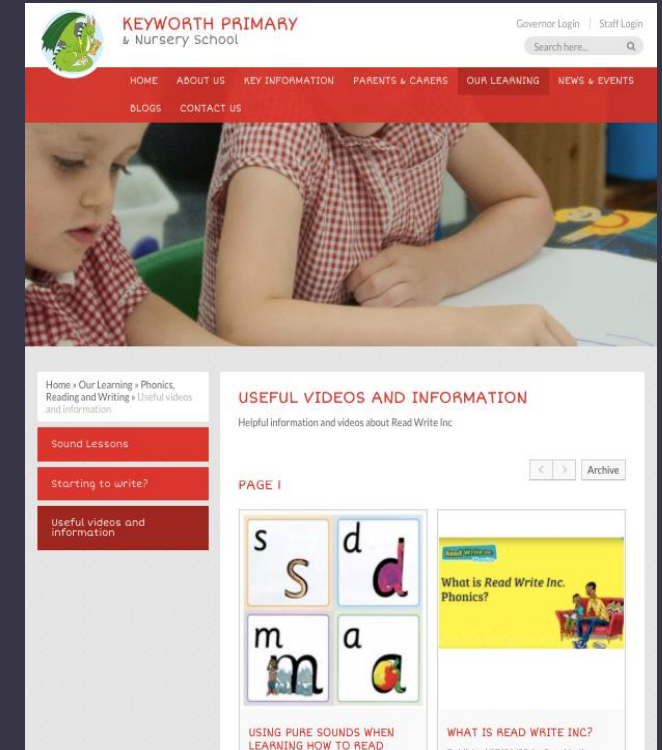 KEYWORTH PRIMARY
& Nursery School
Governor Login
Staff Login
Search here...
HOME ABOUT US KEY INFORMATION PARENTS & CARERS OUR LEARNING NEWS & EVENTS
BLOGS CONTACT US
Home » Our Learning » Phonics,
Reading and Writing » Useful videos
and information
Sound Lessons
Starting to write?
Useful videos and
information
USEFUL VIDEOS AND INFORMATION
Helpful information and videos about Read Write Inc
< > Archive
PAGE 1
s s d d
m m a a
Read Write Inc.
What is Read Write Inc.
Phonics?
USING PURE SOUNDS WHEN
LEARNING HOW TO READ
WHAT IS READ WRITE INC?